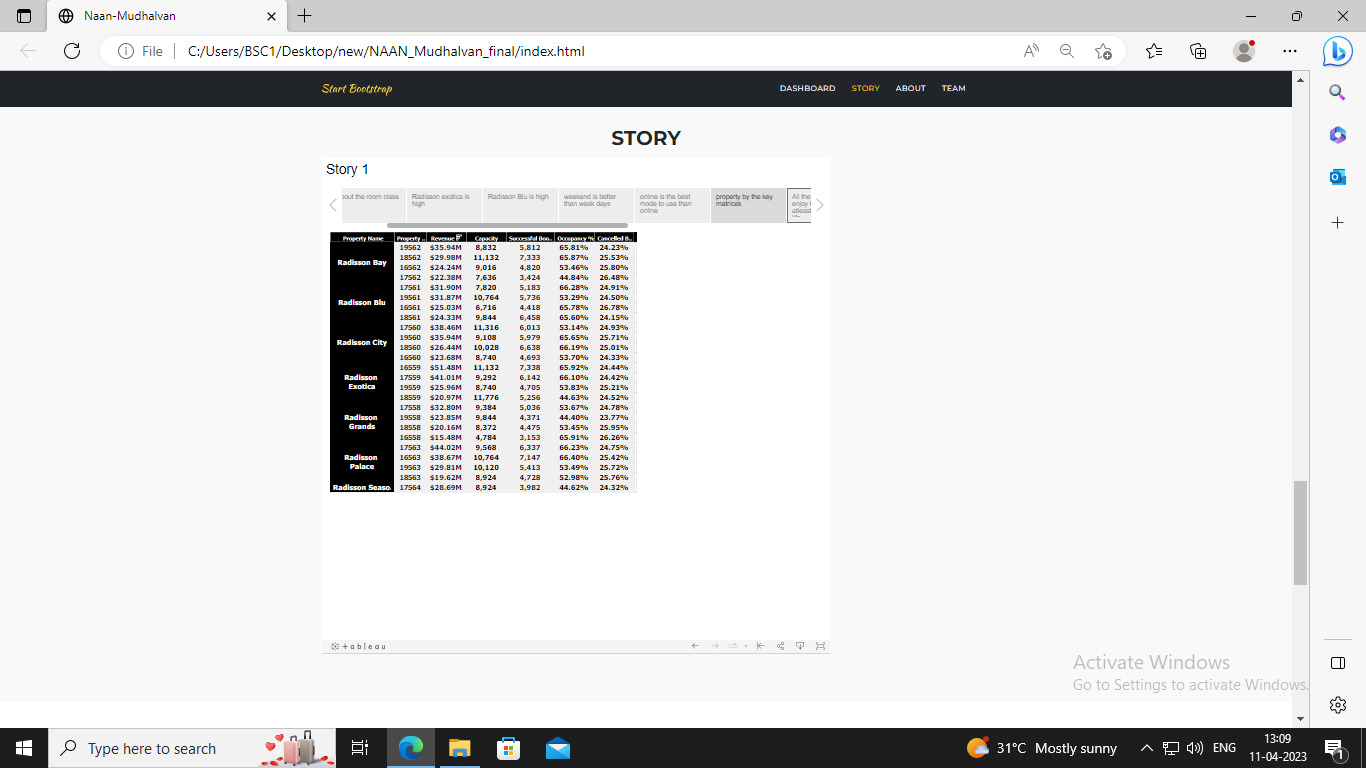 Naan-Mudhalvan
File
C:/Users/BSC1/Desktop/new/NAAN_Mudhalvan_final/index.html
Start Bootstrap
DASHBOARD STORY ABOUT TEAM
STORY
Story 1
out the room class
Radisson exotica is
high
Radisson Blu is high
weekend is better
than week days
online is the best
mode to use than
online
property by the key
matrices
All the
enjoy
atleast
Property Name Property .. Revenue Capacity Successful Boo.. Occupancy % Cancelled B..
Radisson Bay
19562 $35.94M 8,832 5,812 65.81% 24.23%
18562 $29.98M 11,132 7,333 65.87% 25.53%
16562 $24.24M 9,016 4,820 53.46% 25.80%
17562 $22.38M 7,636 3,424 44.84% 26.48%
Radisson Blu
17561 $31.90M 7,820 5,183 66.28% 24.91%
19561 $31.87M 10,764 5,736 53.29% 24.50%
16561 $25.03M 6,716 4,418 65.78% 26.78%
18561 $24.33M 9,844 6,458 65.60% 24.15%
Radisson City
17560 $38.46M 11,316 6,013 53.14% 24.93%
19560 $35.94M 9,108 5,979 65.65% 25.71%
18560 $26.44M 10,028 6,638 66.19% 25.01%
16560 $23.68M 8,740 4,693 53.70% 24.33%
Radisson
Exotica
16559 $51.48M 11,132 7,338 65.92% 24.44%
17559 $41.01M 9,292 6,142 66.10% 24.42%
19559 $25.96M 8,740 4,705 53.83% 25.21%
18559 $20.97M 11,776 5,256 44.63% 24.52%
Radisson
Grands
17558 $32.80M 9,384 5,036 53.67% 24.78%
19558 $23.85M 9,844 4,371 44.40% 23.77%
18558 $20.16M 8,372 4,475 53.45% 25.95%
16558 $15.48M 4,784 3,153 65.91% 26.26%
Radisson
Palace
17563 $44.02M 9,568 6,337 66.23% 24.75%
16563 $38.67M 10,764 7,147 66.40% 25.42%
19563 $29.81M 10,120 5,413 53.49% 25.72%
18563 $19.62M 8,924 4,728 52.98% 25.76%
Radisson Seaso.
17564 $28.69M 8,924 3,982 44.62% 24.32%
+ a b l e a u
Activate Windows
Go to Settings to activate Windows.
Type here to search
31°C Mostly sunny
ENG
13:09
11-04-2023
1